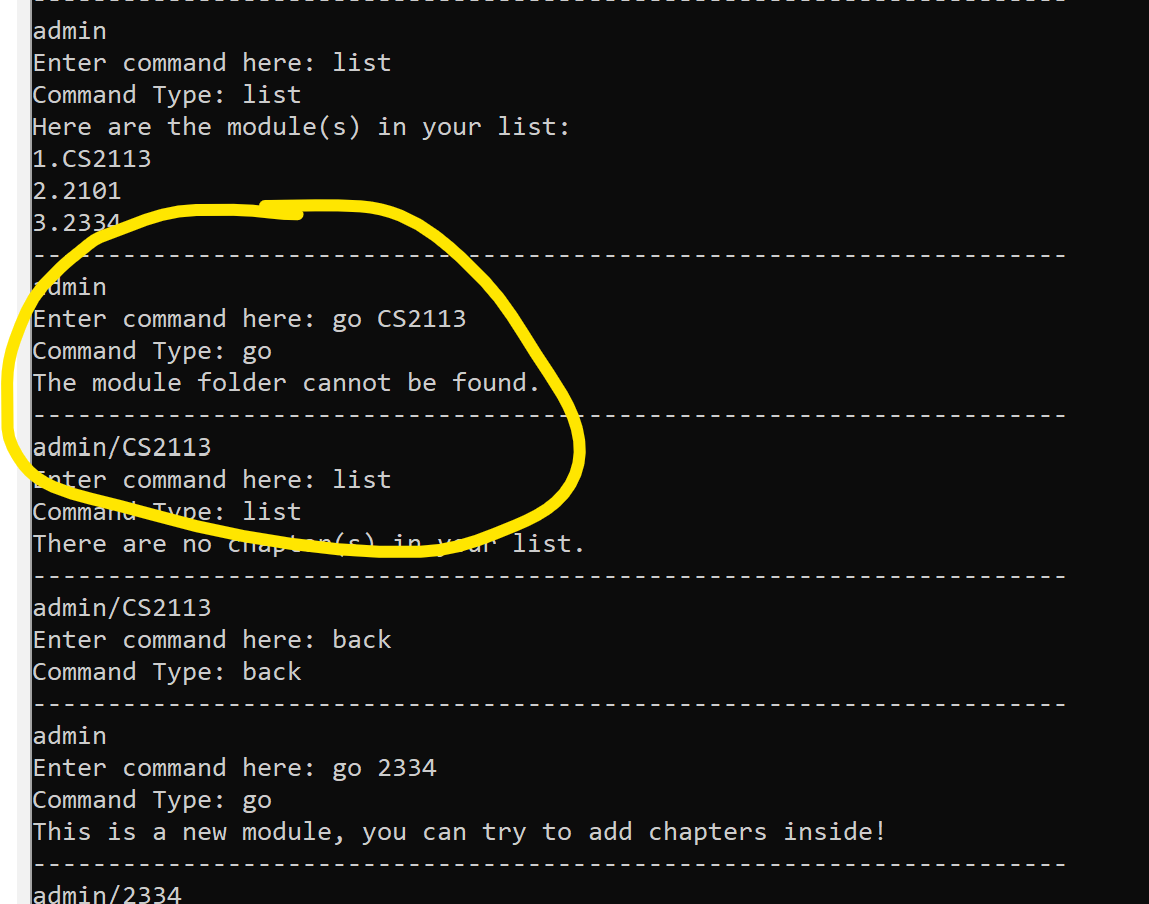 admin
Enter command here: list
Command Type: list
Here are the module(s) in your list:
1.CS2113
2.2101
3.2334
------------------------------------------------------------------------
admin
Enter command here: go CS2113
Command Type: go
The module folder cannot be found.
------------------------------------------------------------------------
admin/CS2113
Enter command here: list
Command Type: list
There are no chapter(s) in your list.
------------------------------------------------------------------------
admin/CS2113
Enter command here: back
Command Type: back
------------------------------------------------------------------------
admin
Enter command here: go 2334
Command Type: go
This is a new module, you can try to add chapters inside!
------------------------------------------------------------------------
admin/2334